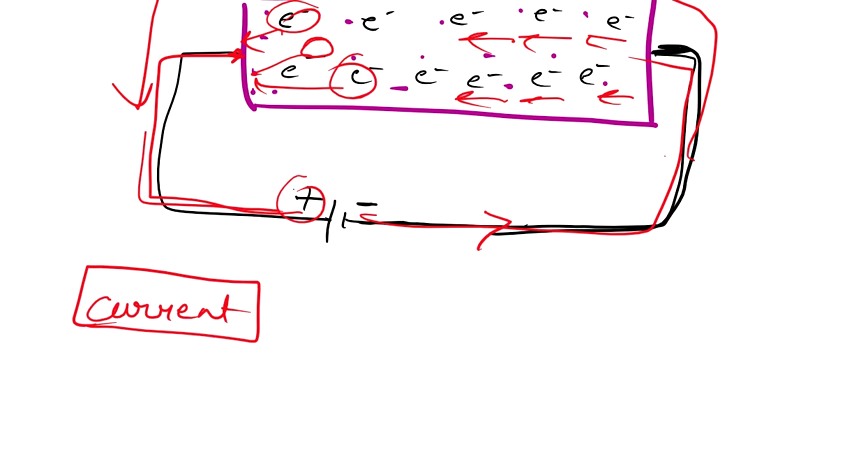 e⁻ e⁻ e⁻ e⁻ e⁻
e e⁻ e⁻ e⁻ e⁻ e⁻
+ −
current